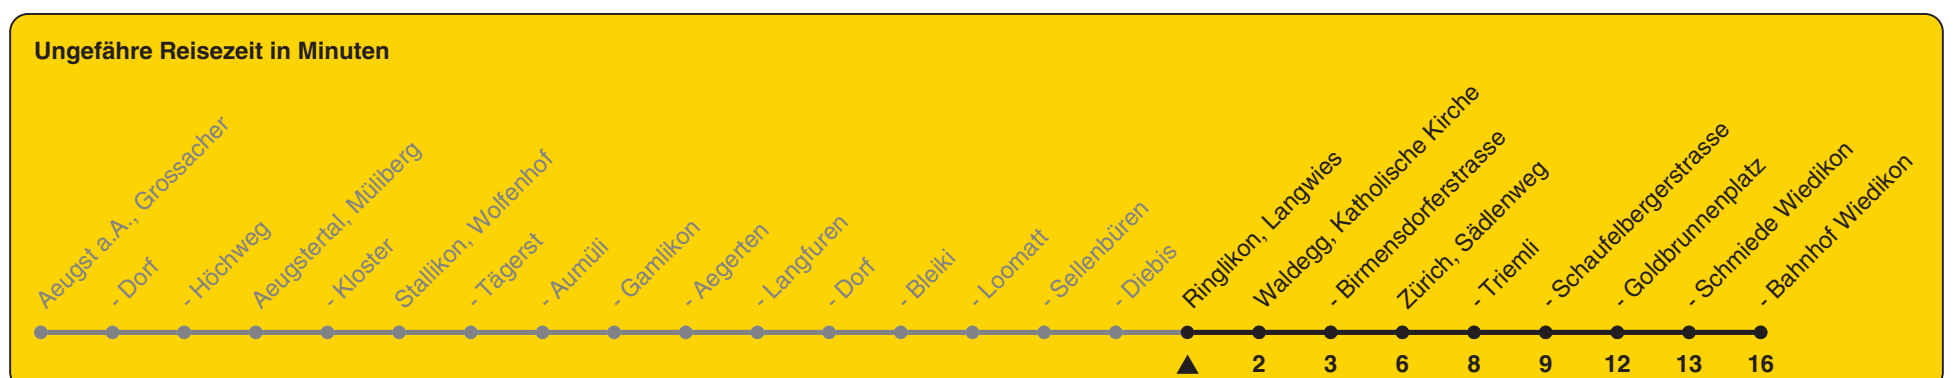 Ungefähre Reisezeit in Minuten
Aeugst a.A., Grossacher
- Dorf
- Höchweg
Aeugstertal, Müliberg
- Kloster
Stallikon, Wolfenhof
- Tägerst
- Aumüli
- Gamlikon
- Aegerten
- Langfuren
- Dorf
- Bleiki
- Loomatt
- Sellenbüren
- Diebis
Ringlikon, Langwies
Waldegg, Katholische Kirche
- Birmensdorferstrasse
Zürich, Sädlenweg
- Triemli
- Schaufelbergerstrasse
- Goldbrunnenplatz
- Schmiede Wiedikon
- Bahnhof Wiedikon
2 3 6 8 9 12 13 16